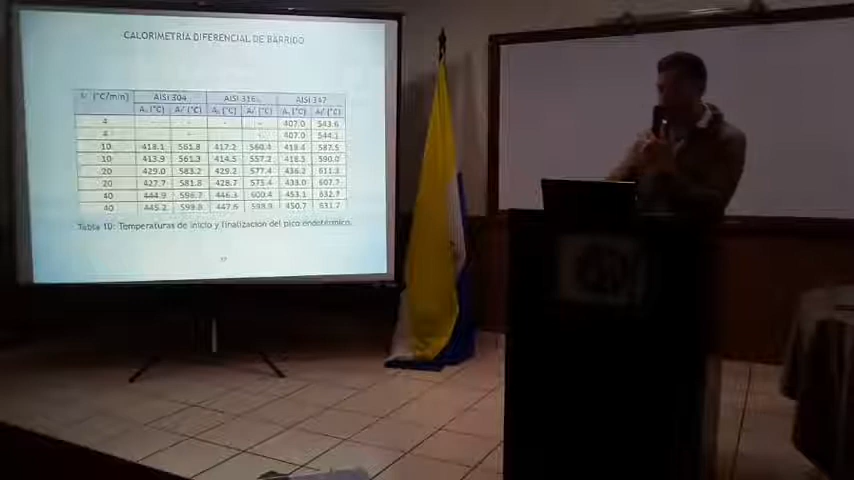 CALORIMETRIA DIFERENCIAL DE BARRIDO
(°C/min) AISI 304 AISI 316 AISI 347
(°C) (°C) (°C) (°C) (°C) (°C)
4 - - - - 407.0 543.6
4 - - - - 407.0 544.1
10 418.1 561.8 417.2 560.4 418.4 587.5
10 413.9 561.3 414.5 557.2 418.5 590.0
20 429.0 583.2 429.2 577.4 436.2 611.3
20 427.7 581.8 428.7 575.4 433.0 607.7
40 444.9 596.7 446.3 600.4 453.1 632.7
40 445.2 599.8 447.6 598.9 450.7 631.7
Tabla 10: Temperaturas de inicio y finalización del pico endotérmico.